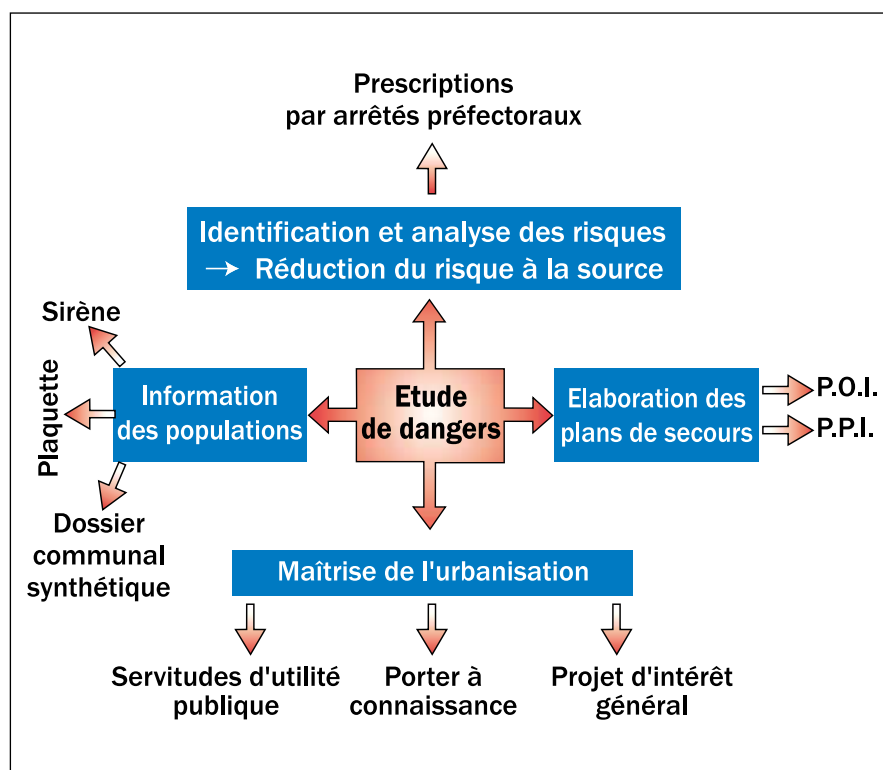 Prescriptions
par arrêtés préfectoraux
Identification et analyse des risques
→ Réduction du risque à la source
Sirène
Plaquette
Information
des populations
Dossier
communal
synthétique
Etude
de dangers
Elaboration des
plans de secours
P.O.I.
P.P.I.
Maîtrise de l'urbanisation
Servitudes d'utilité
publique
Porter à
connaissance
Projet d'intérêt
général